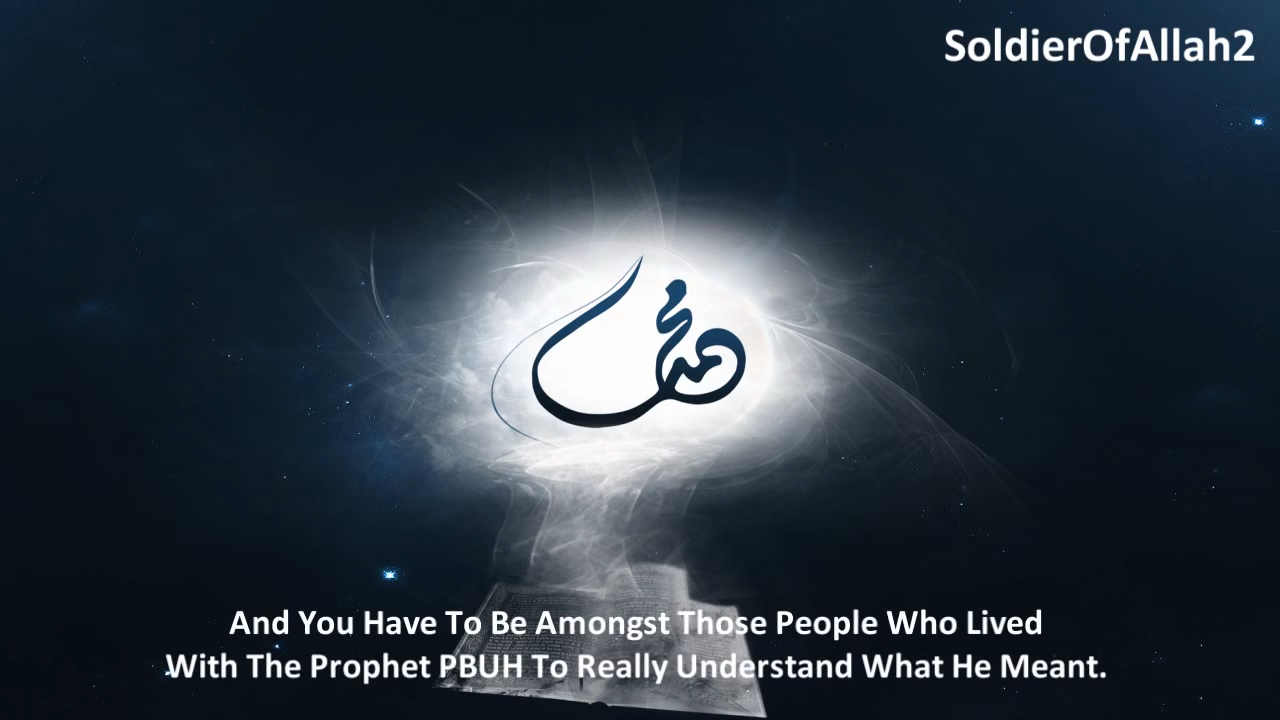 SoldierOfAllah2
محمد
And You Have To Be Amongst Those People Who Lived
With The Prophet PBUH To Really Understand What He Meant.